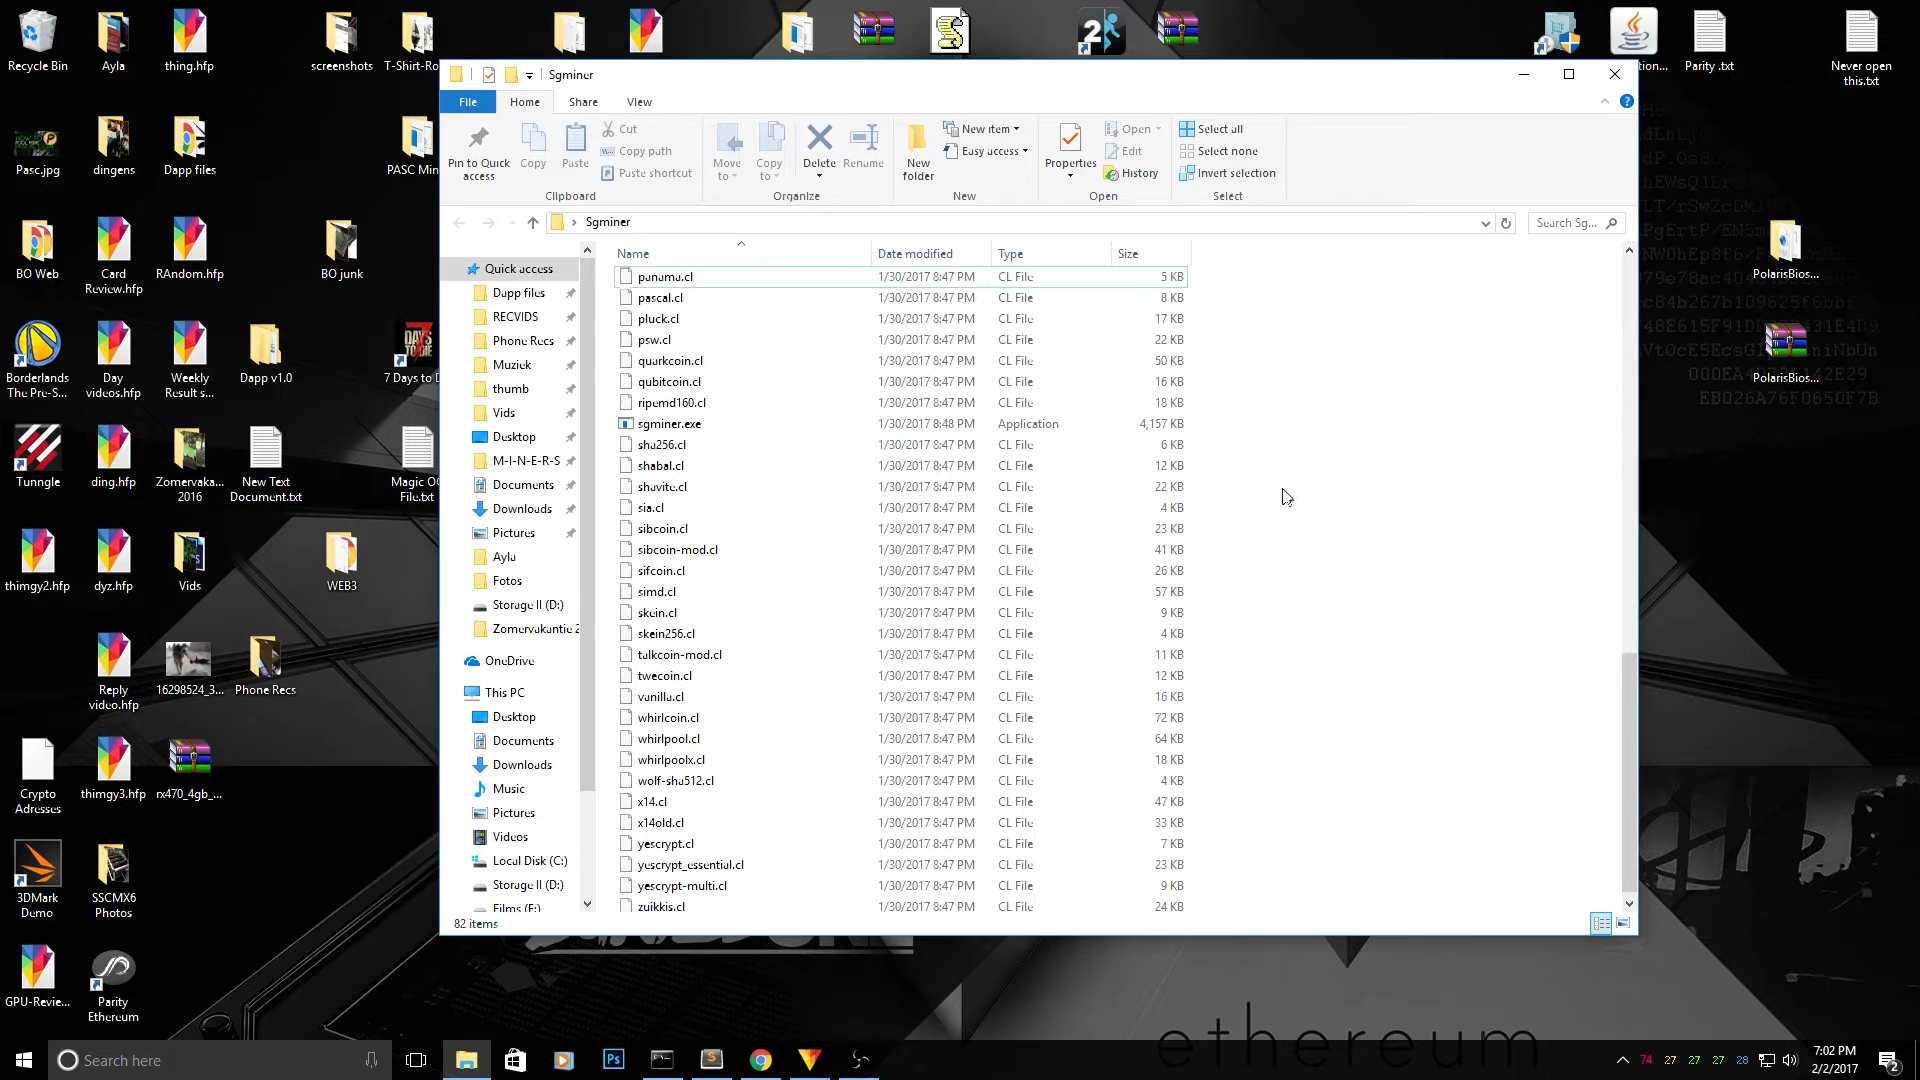 Recycle Bin
Ayla
thing.hfp
screenshots
T-Shirt-Ro
Parity .txt
Never open
this.txt
Pasc.jpg
dingens
Dapp files
PASC Min
BO Web
Card
Review.hfp
RAndom.hfp
BO junk
Borderlands
The Pre-S...
Day
videos.hfp
Weekly
Result s...
Dapp v1.0
7 Days to D
Tunngle
ding.hfp
Zomervaka...
2016
New Text
Document.txt
Magic OC
File.txt
thimgy2.hfp
dyz.hfp
Vids
WEB3
Reply
video.hfp
16298524_3...
Phone Recs
Crypto
Adresses
thimgy3.hfp
rx470_4gb_...
3DMark
Demo
SSCMX6
Photos
GPU-Revie...
Parity
Ethereum
PolarisBios...
PolarisBios...
Sgminer
File
Home
Share
View
Pin to Quick
access
Copy
Paste
Cut
Copy path
Paste shortcut
Clipboard
Move
to
Copy
to
Delete
Rename
Organize
New
folder
New item
Easy access
New
Properties
Open
Edit
History
Open
Select all
Select none
Invert selection
Select
Sgminer
Search Sg...
Quick access
Dapp files
RECVIDS
Phone Recs
Muziek
thumb
Vids
Desktop
M-I-N-E-R-S
Documents
Downloads
Pictures
Ayla
Fotos
Storage II (D:)
Zomervakantie 2
OneDrive
This PC
Desktop
Documents
Downloads
Music
Pictures
Videos
Local Disk (C:)
Storage II (D:)
Films (F:)
Name Date modified Type Size
panama.cl 1/30/2017 8:47 PM CL File 5 KB
pascal.cl 1/30/2017 8:47 PM CL File 8 KB
pluck.cl 1/30/2017 8:47 PM CL File 17 KB
psw.cl 1/30/2017 8:47 PM CL File 22 KB
quarkcoin.cl 1/30/2017 8:47 PM CL File 50 KB
qubitcoin.cl 1/30/2017 8:47 PM CL File 16 KB
ripemd160.cl 1/30/2017 8:47 PM CL File 18 KB
sgminer.exe 1/30/2017 8:48 PM Application 4,157 KB
sha256.cl 1/30/2017 8:47 PM CL File 6 KB
shabal.cl 1/30/2017 8:47 PM CL File 12 KB
shavite.cl 1/30/2017 8:47 PM CL File 22 KB
sia.cl 1/30/2017 8:47 PM CL File 4 KB
sibcoin.cl 1/30/2017 8:47 PM CL File 23 KB
sibcoin-mod.cl 1/30/2017 8:47 PM CL File 41 KB
sifcoin.cl 1/30/2017 8:47 PM CL File 26 KB
simd.cl 1/30/2017 8:47 PM CL File 57 KB
skein.cl 1/30/2017 8:47 PM CL File 9 KB
skein256.cl 1/30/2017 8:47 PM CL File 4 KB
talkcoin-mod.cl 1/30/2017 8:47 PM CL File 11 KB
twecoin.cl 1/30/2017 8:47 PM CL File 12 KB
vanilla.cl 1/30/2017 8:47 PM CL File 16 KB
whirlcoin.cl 1/30/2017 8:47 PM CL File 72 KB
whirlpool.cl 1/30/2017 8:47 PM CL File 64 KB
whirlpoolx.cl 1/30/2017 8:47 PM CL File 18 KB
wolf-sha512.cl 1/30/2017 8:47 PM CL File 4 KB
x14.cl 1/30/2017 8:47 PM CL File 47 KB
x14old.cl 1/30/2017 8:47 PM CL File 33 KB
yescrypt.cl 1/30/2017 8:47 PM CL File 7 KB
yescrypt_essential.cl 1/30/2017 8:47 PM CL File 23 KB
yescrypt-multi.cl 1/30/2017 8:47 PM CL File 9 KB
zuikkis.cl 1/30/2017 8:47 PM CL File 24 KB
82 items
000EA4
EB026A76F0650F7B
ethereum
Search here
Ps
74 27 27 27 28
7:02 PM
2/2/2017
2